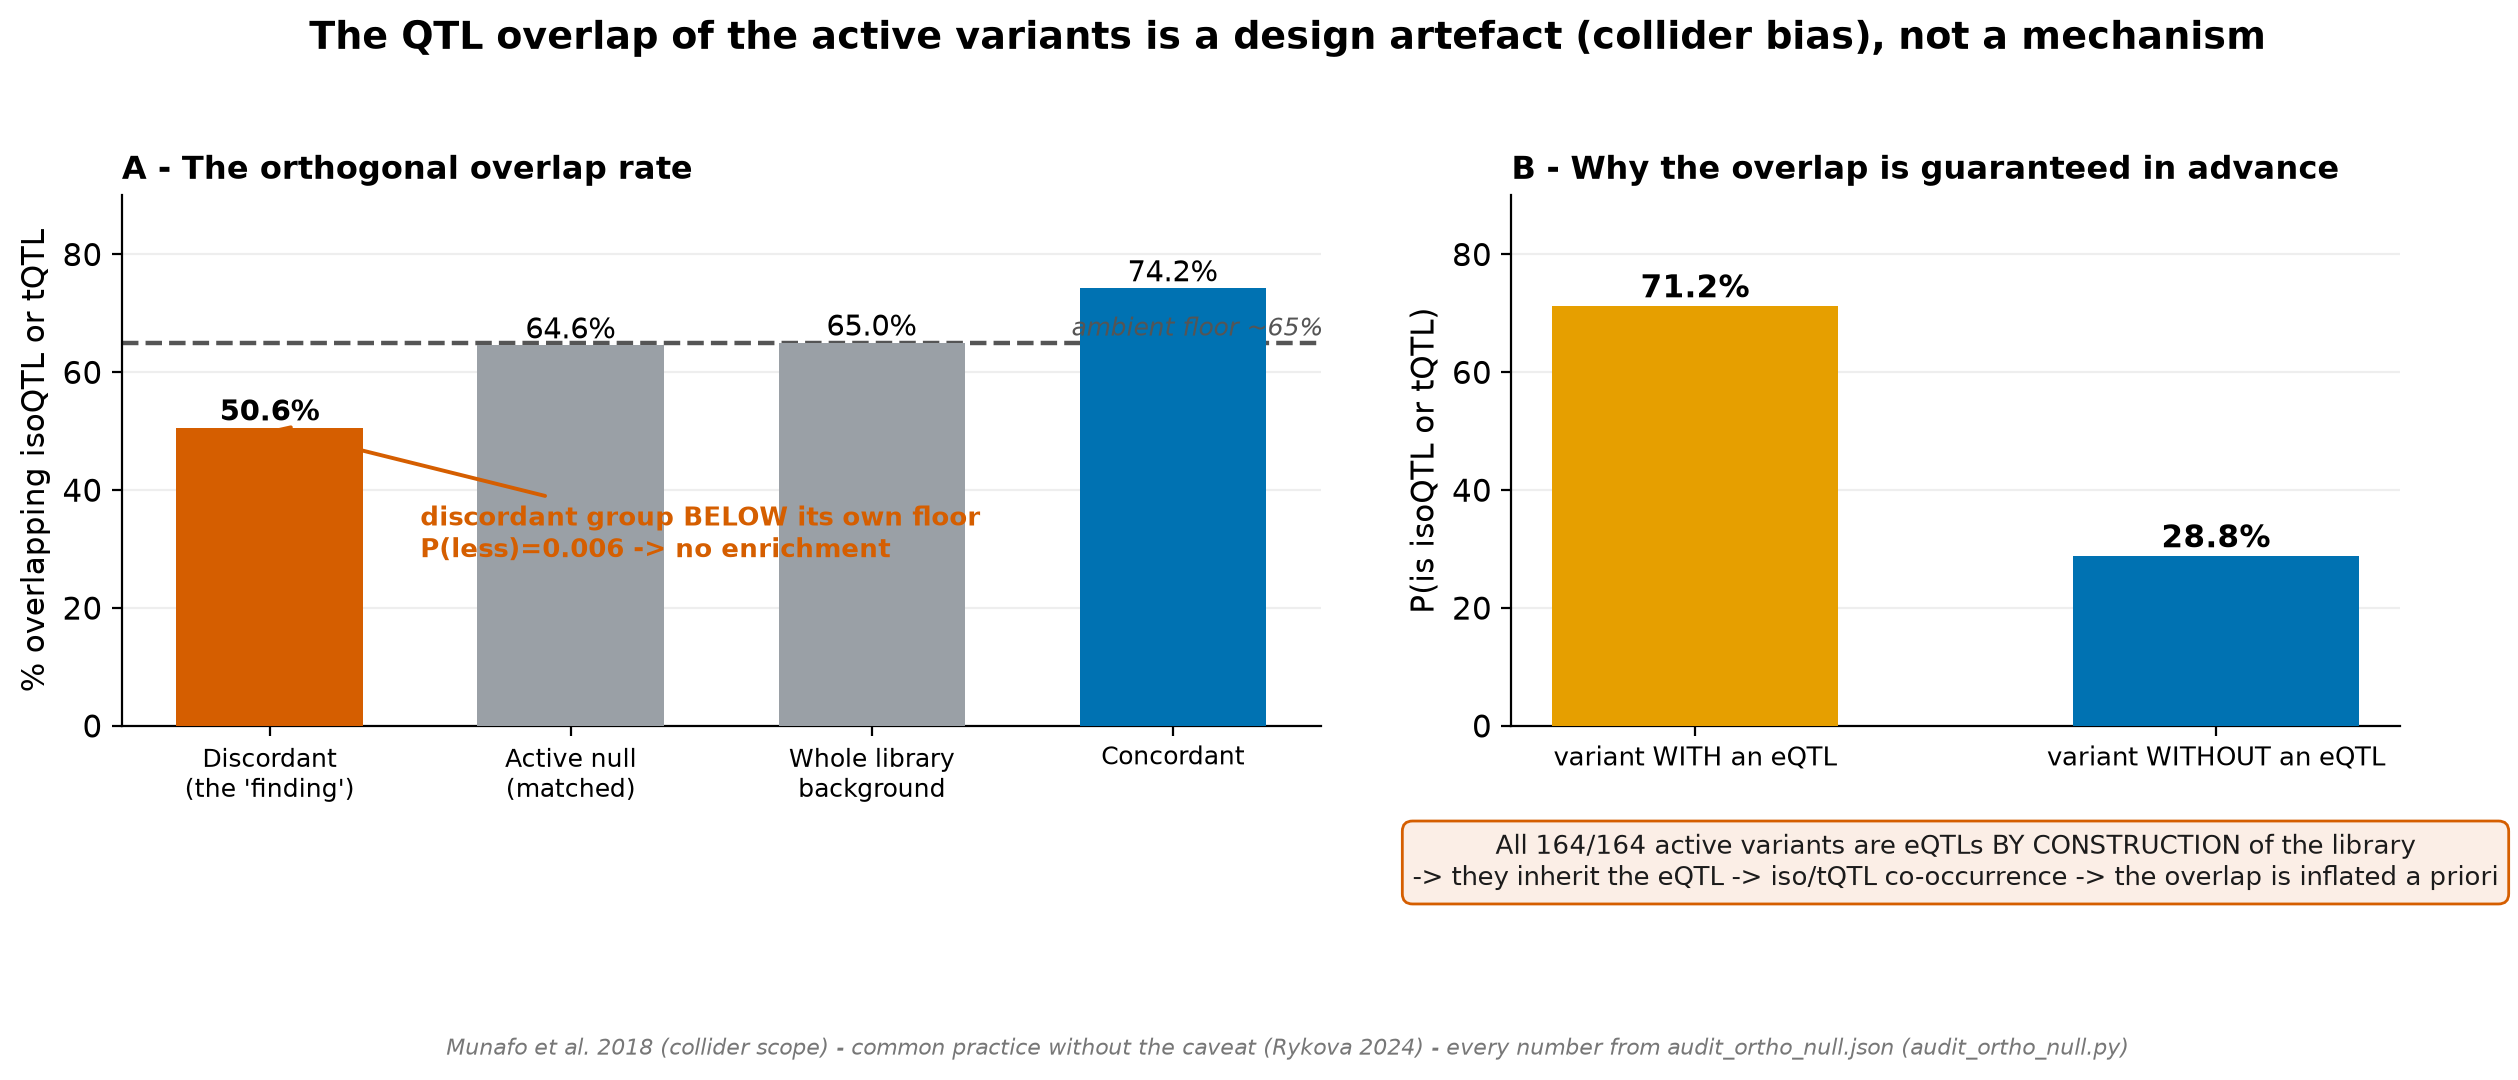 The QTL overlap of the active variants is a design artefact (collider bias), not a mechanism
A - The orthogonal overlap rate
% overlapping isoQTL or tQTL
80
60
40
20
0
50.6%
64.6%
65.0%
74.2%
ambient floor ~65%
discordant group BELOW its own floor
P(less)=0.006 -> no enrichment
Discordant
(the 'finding')
Active null
(matched)
Whole library
background
Concordant
B - Why the overlap is guaranteed in advance
P(is isoQTL or tQTL)
80
60
40
20
0
71.2%
28.8%
variant WITH an eQTL
variant WITHOUT an eQTL
All 164/164 active variants are eQTLs BY CONSTRUCTION of the library
-> they inherit the eQTL -> iso/tQTL co-occurrence -> the overlap is inflated a priori
Munafo et al. 2018 (collider scope) - common practice without the caveat (Rykova 2024) - every number from audit_ortho_null.json (audit_ortho_null.py)